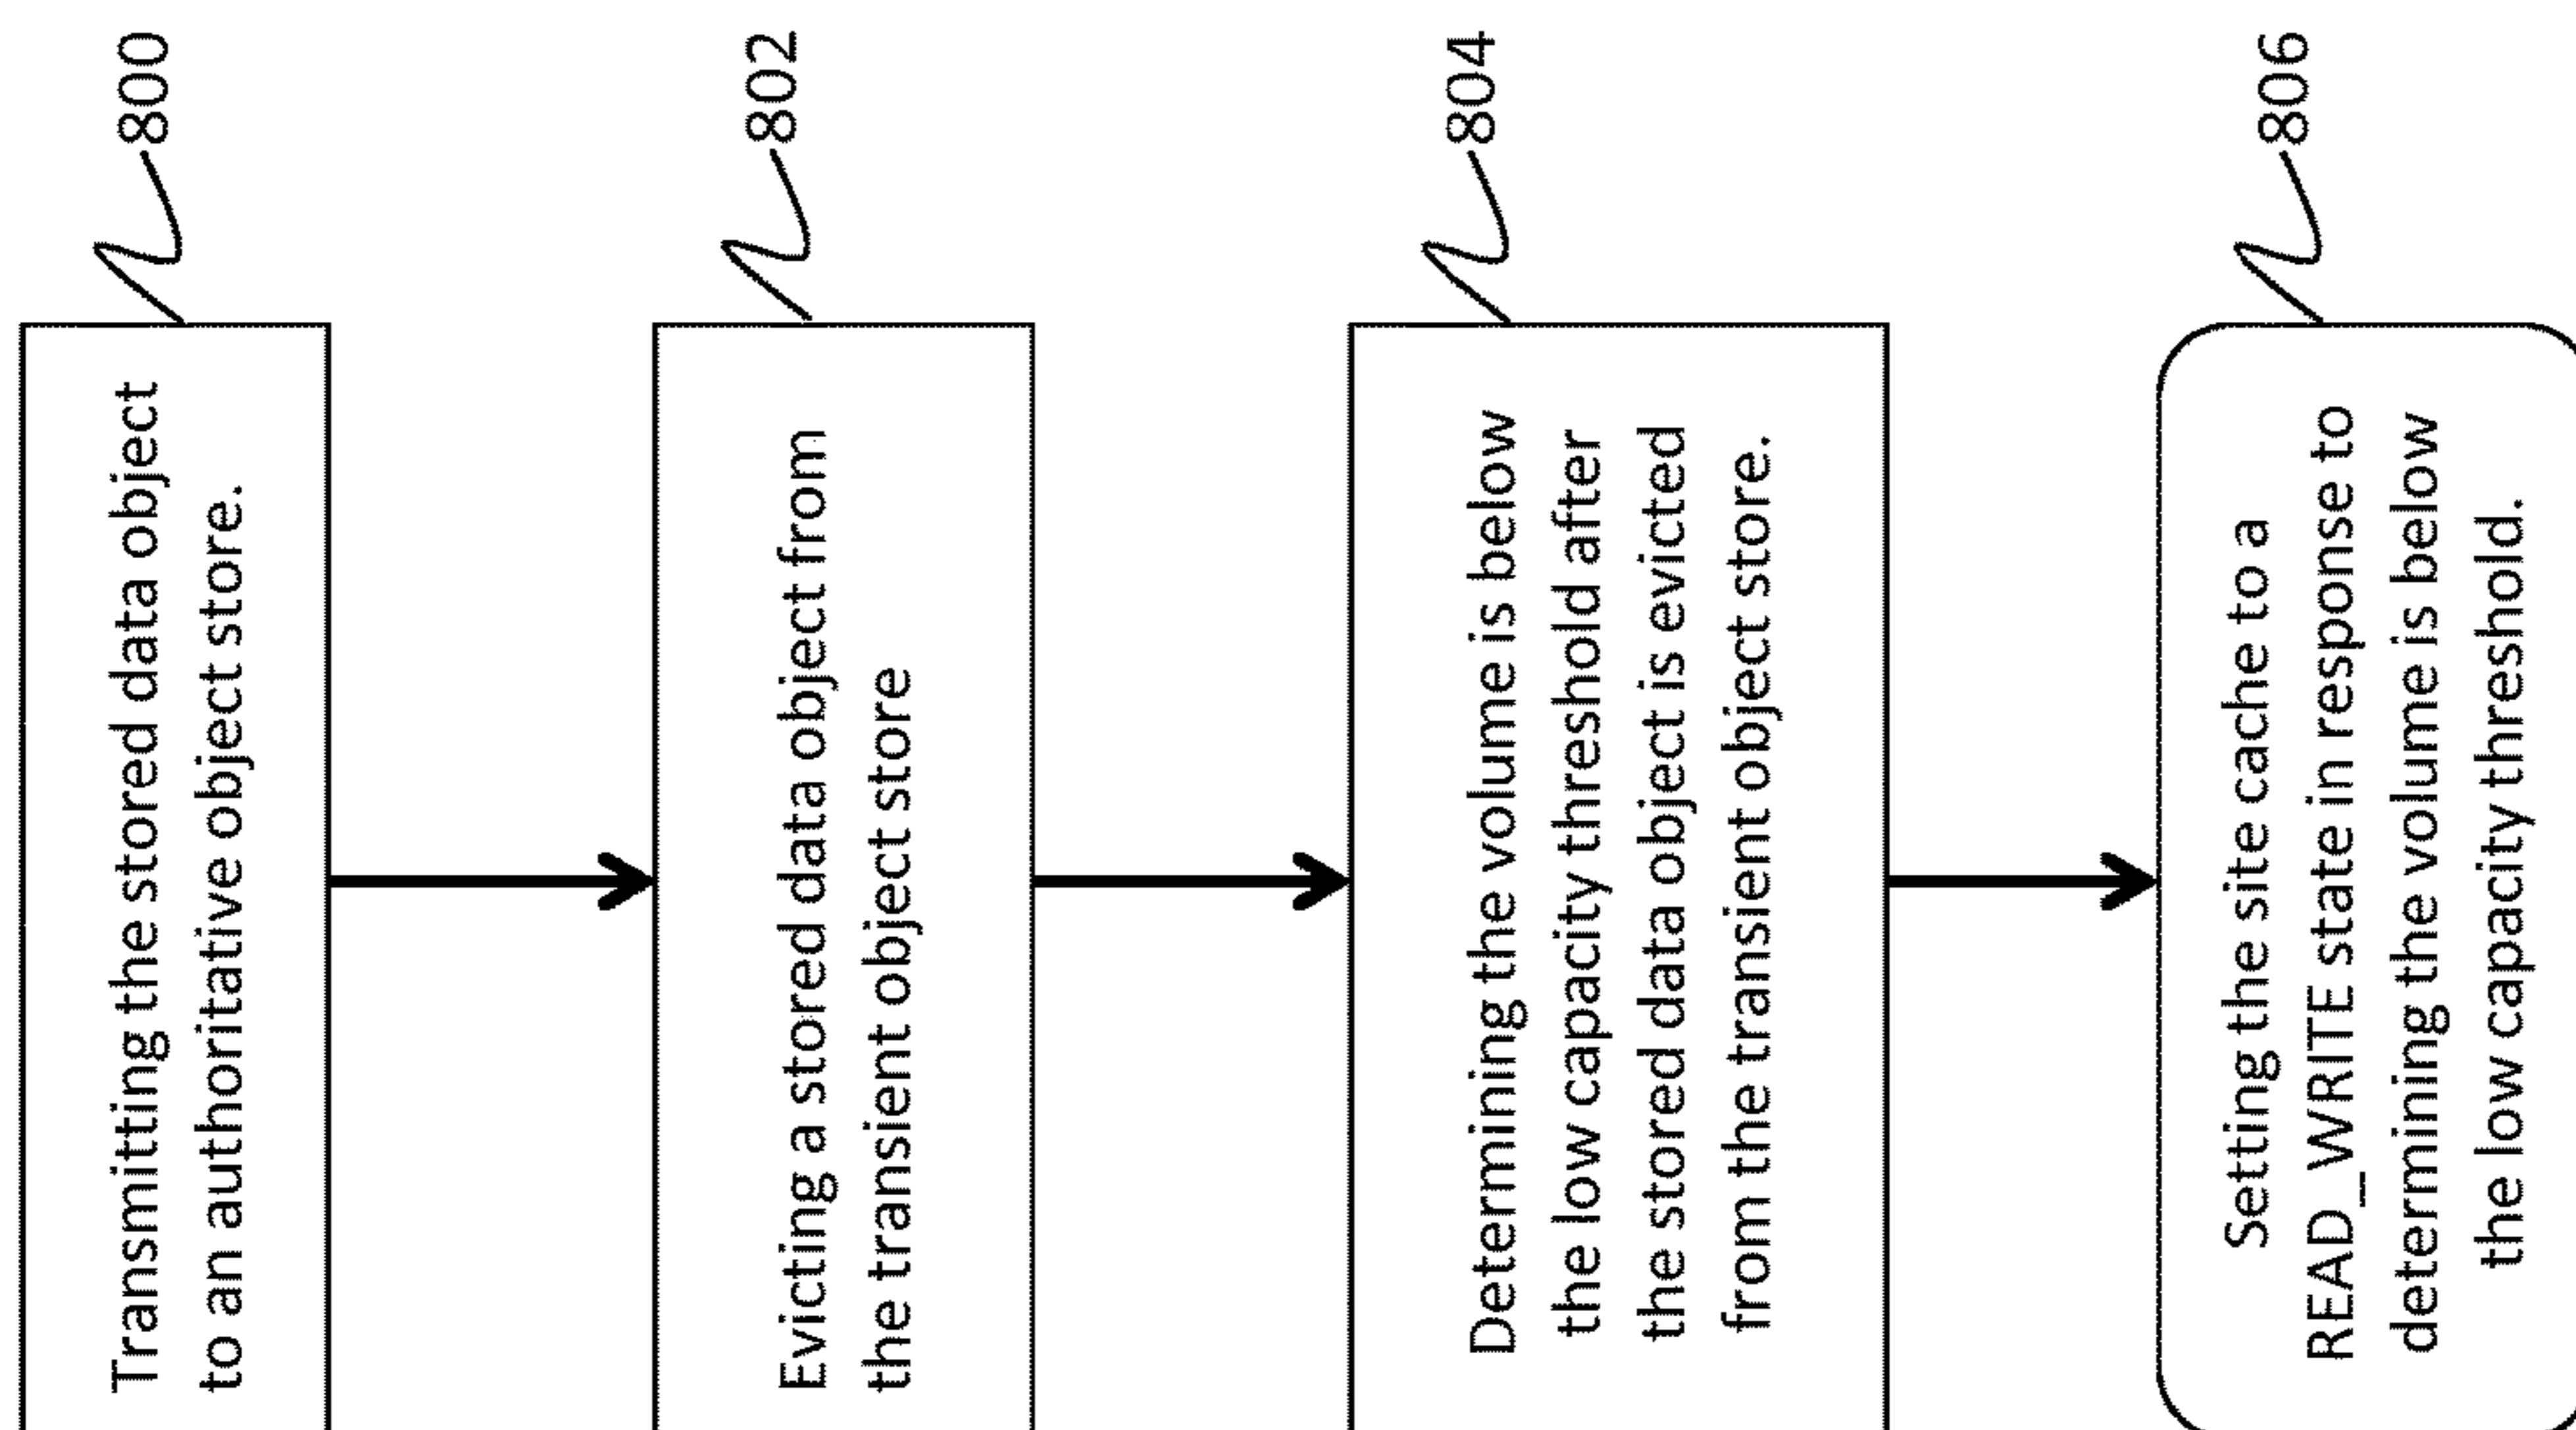 Transmitting the stored data object
to an authoritative object store.
800
Evicting a stored data object from
the transient object store
802
Determining the volume is below
the low capacity threshold after
the stored data object is evicted
from the transient object store.
804
Setting the site cache to a
READ_WRITE state in response to
determining the volume is below
the low capacity threshold.
806